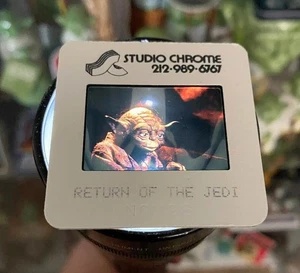 STUDIO CHROME
212-989-6767
RETURN OF THE JEDI